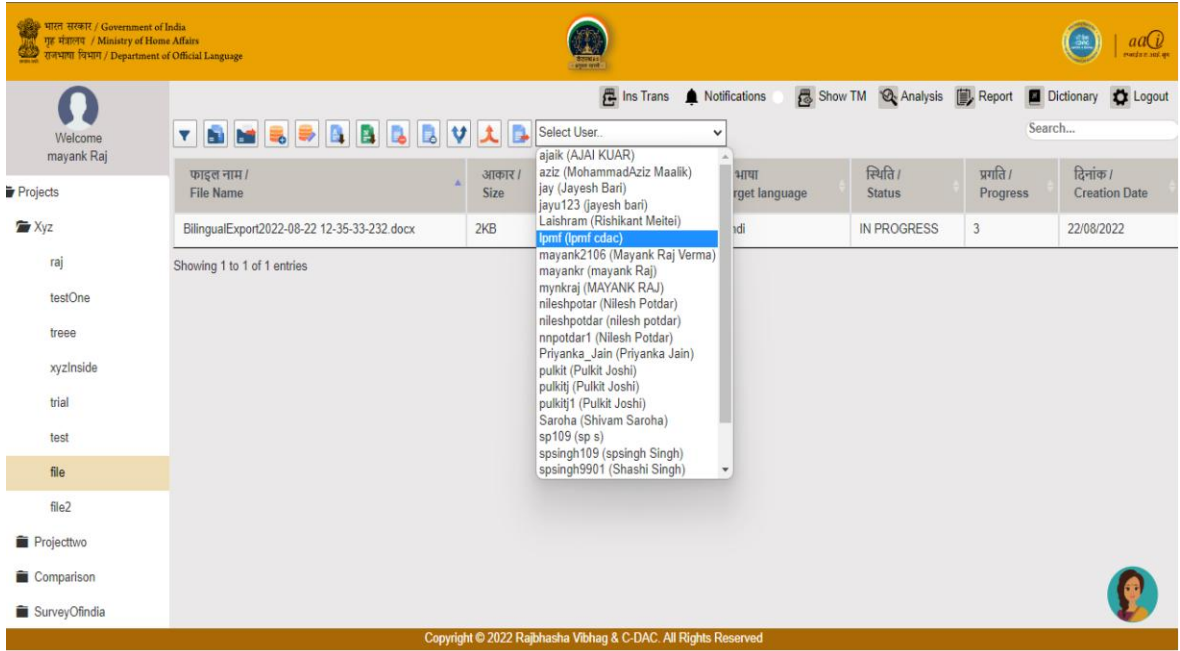 भारत सरकार / Government of India
गृह मंत्रालय / Ministry of Home Affairs
राजभाषा विभाग / Department of Official Language
Welcome
mayank Raj
Ins Trans Notifications Show TM Analysis Report Dictionary Logout
Select User..
Search...
ajaik (AJAI KUAR)
aziz (MohammadAziz Maalik)
jay (Jayesh Bari)
jayu123 (jayesh bari)
Laishram (Rishikant Meitei)
lpmf (lpmf cdac)
mayank2106 (Mayank Raj Verma)
mayankr (mayank Raj)
mynkraj (MAYANK RAJ)
nileshpotar (Nilesh Potdar)
nileshpotdar (nilesh potdar)
nnpotdar1 (Nilesh Potdar)
Priyanka_Jain (Priyanka Jain)
pulkit (Pulkit Joshi)
pulkitj (Pulkit Joshi)
pulkitj1 (Pulkit Joshi)
Saroha (Shivam Saroha)
sp109 (sp s)
spsingh109 (spsingh Singh)
spsingh9901 (Shashi Singh)
फाइल नाम / आकार / भाषा स्थिति / प्रगति / दिनांक /
File Name Size rget language Status Progress Creation Date
BilingualExport2022-08-22 12-35-33-232.docx 2KB ndi IN PROGRESS 3 22/08/2022
Showing 1 to 1 of 1 entries
Projects
Xyz
raj
testOne
treee
xyzInside
trial
test
file
file2
Projecttwo
Comparison
SurveyOfindia
Copyright © 2022 Rajbhasha Vibhag & C-DAC. All Rights Reserved